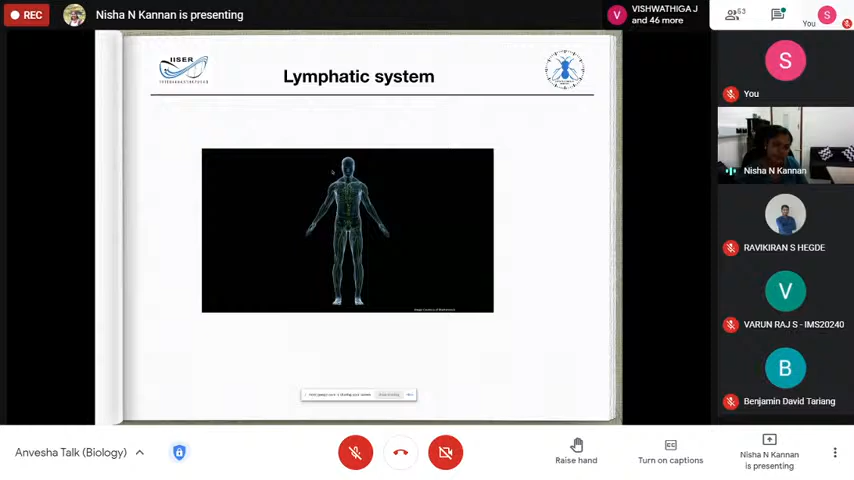 REC
Nisha N Kannan is presenting
V
VISHWATHIGA J
and 46 more
53
You
S
IISER
Lymphatic system
S
You
Nisha N Kannan
RAVIKIRAN S HEGDE
V
VARUN RAJ S - IMS20240
B
Benjamin David Tariang
Anvesha Talk (Biology)
Raise hand
Turn on captions
Nisha N Kannan
is presenting